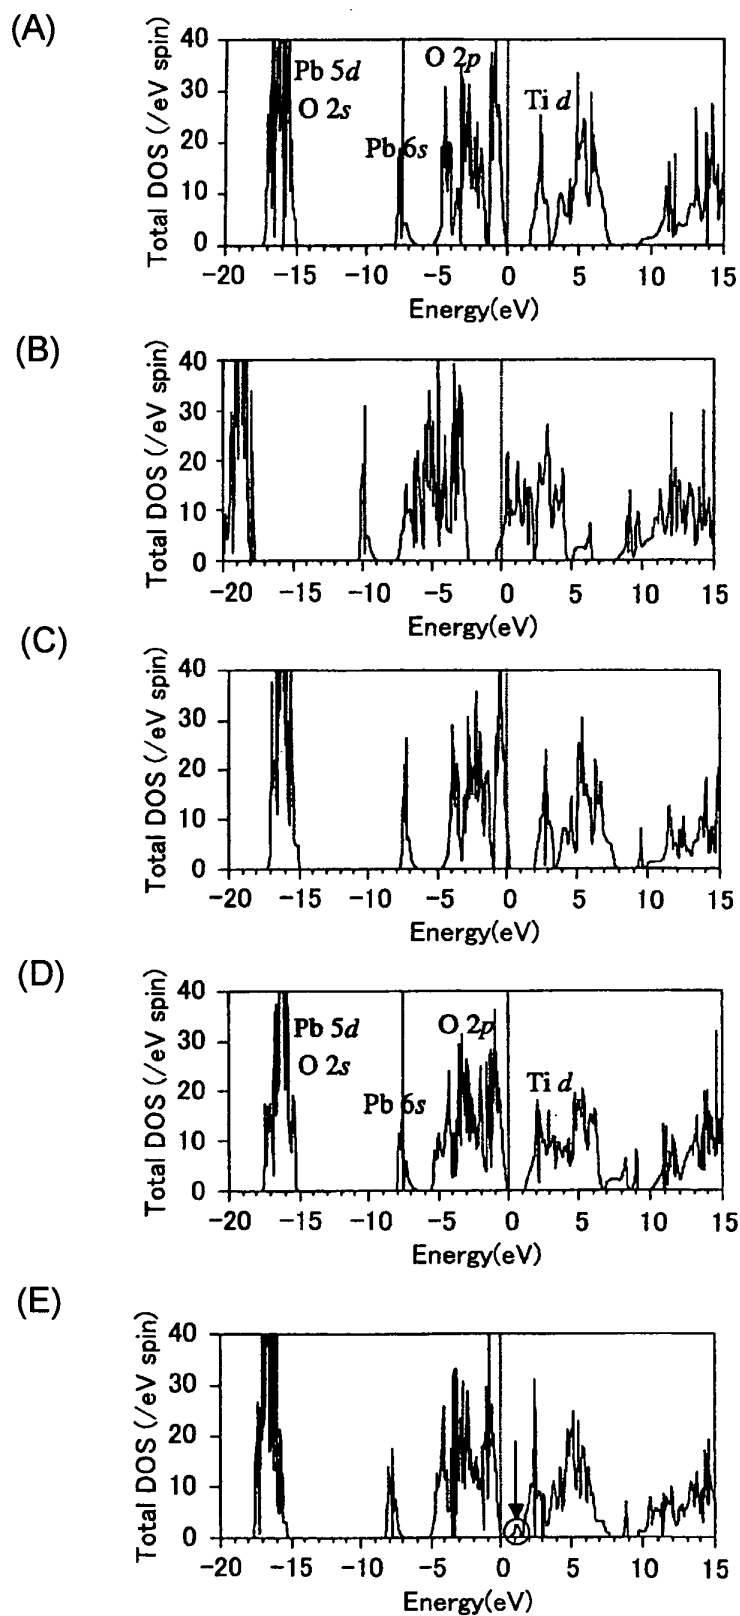 (A)
Total DOS (/eV spin)
40
30
20
10
0
Pb 5d
O 2s
Pb 6s
O 2p
Ti d
−20 −15 −10 −5 0 5 10 15
Energy(eV)
(B)
Total DOS (/eV spin)
40
30
20
10
0
−20 −15 −10 −5 0 5 10 15
Energy(eV)
(C)
Total DOS (/eV spin)
40
30
20
10
0
−20 −15 −10 −5 0 5 10 15
Energy(eV)
(D)
Total DOS (/eV spin)
40
30
20
10
0
Pb 5d
O 2s
Pb 6s
O 2p
Ti d
−20 −15 −10 −5 0 5 10 15
Energy(eV)
(E)
Total DOS (/eV spin)
40
30
20
10
0
−20 −15 −10 −5 0 5 10 15
Energy(eV)